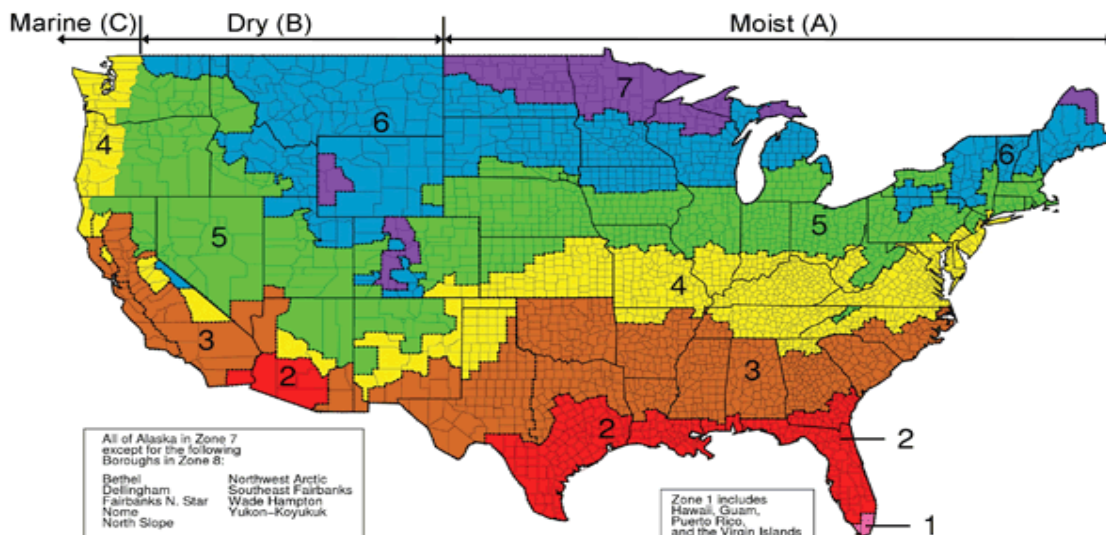 Marine (C) Dry (B) Moist (A)
7
6
4
6
5
5
4
3
3
2
2
2
1
All of Alaska in Zone 7
except for the following
Boroughs in Zone 8:
Bethel Northwest Arctic
Dellingham Southeast Fairbanks
Fairbanks N. Star Wade Hampton
Nome Yukon-Koyukuk
North Slope
Zone 1 includes
Hawaii, Guam,
Puerto Rico,
and the Virgin Islands